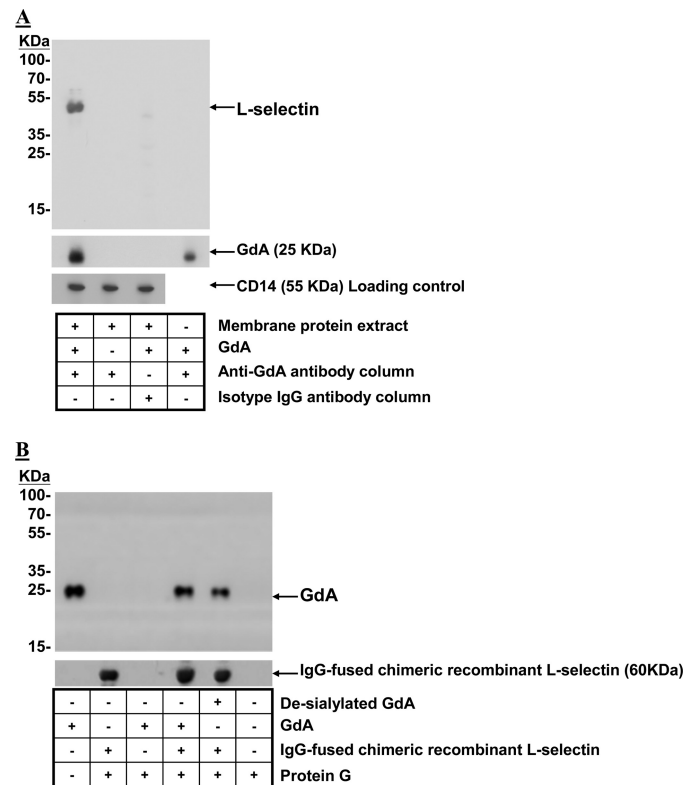 A
KDa
100-
70-
55-
L-selectin
35-
25-
15-
GdA (25 KDa)
CD14 (55 KDa) Loading control
+ + + - Membrane protein extract
+ - + + GdA
+ + - + Anti-GdA antibody column
- - + - Isotype IgG antibody column
B
KDa
100-
70-
55-
35-
25-
GdA
15-
IgG-fused chimeric recombinant L-selectin (60KDa)
- - - - + - De-sialylated GdA
+ - + + - - GdA
- + - + + - IgG-fused chimeric recombinant L-selectin
- + + + + + Protein G